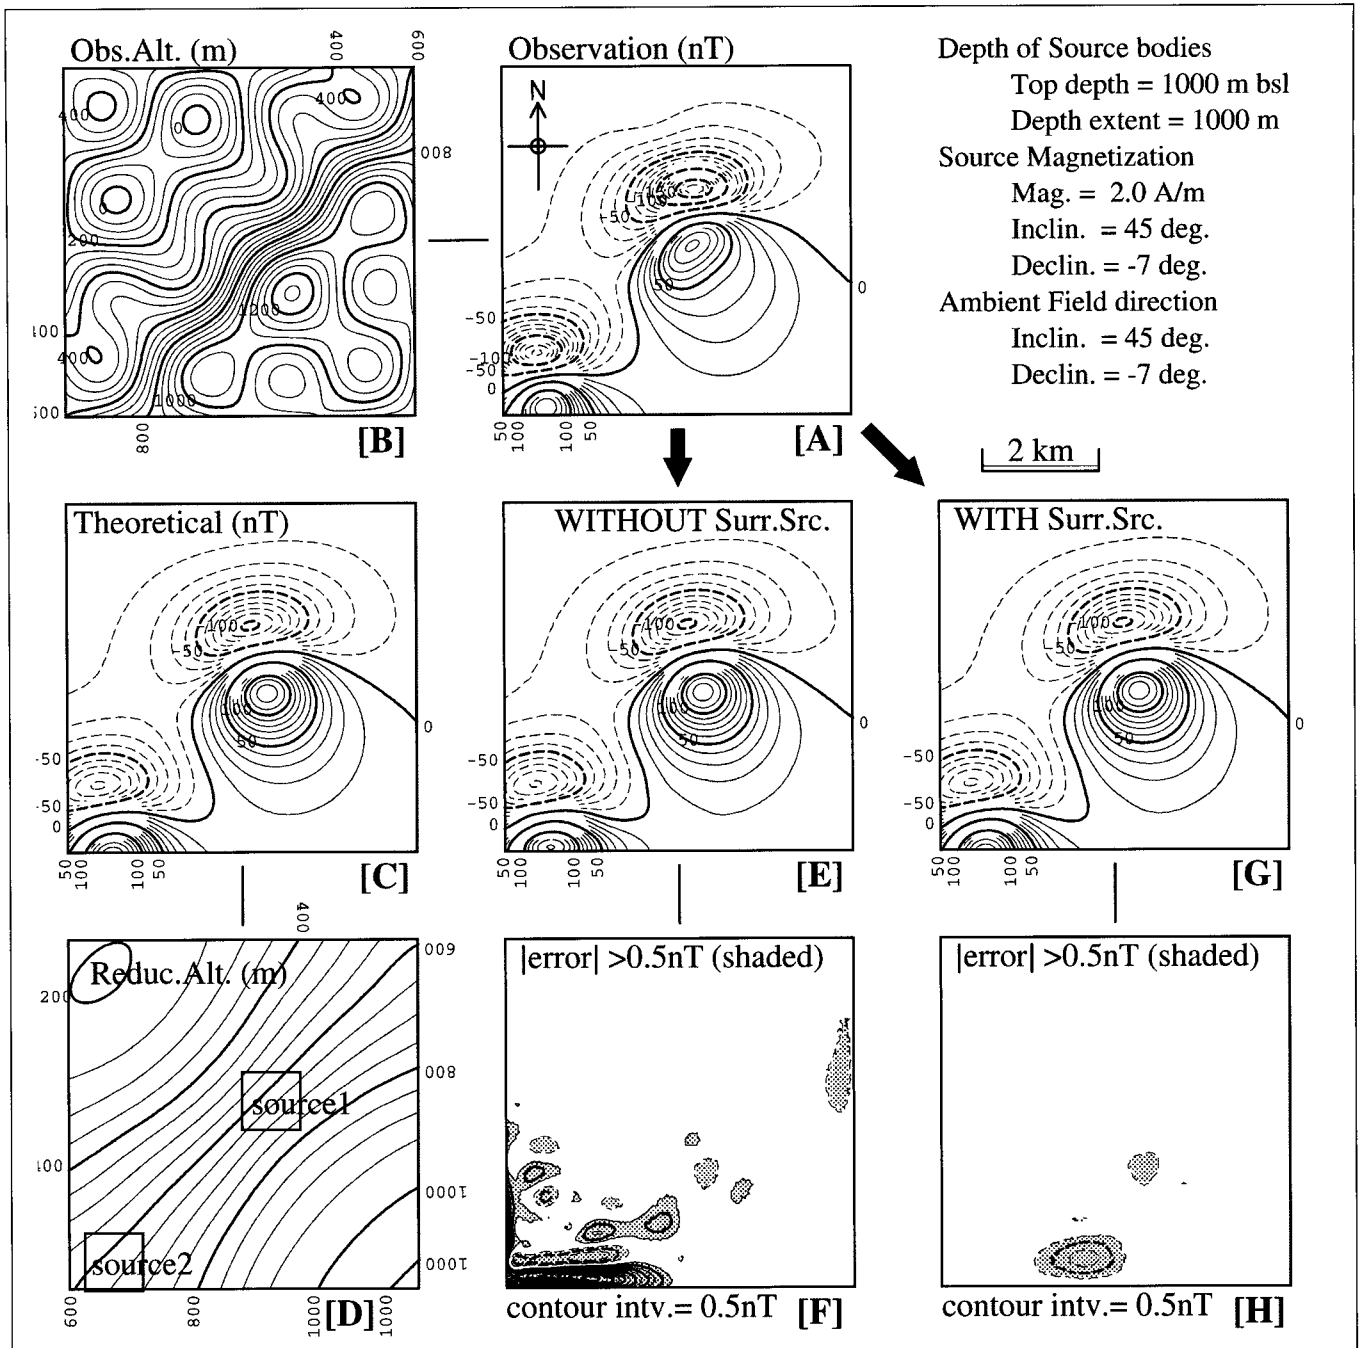 Obs.Alt. (m)
400
600
400
0
400
800
0
200
1200
400
400
1000
800
[B]
Observation (nT)
N
-100
-50
50
0
-50
-100
-50
0
50
100
100
50
[A]
Depth of Source bodies
Top depth = 1000 m bsl
Depth extent = 1000 m
Source Magnetization
Mag. = 2.0 A/m
Inclin. = 45 deg.
Declin. = -7 deg.
Ambient Field direction
Inclin. = 45 deg.
Declin. = -7 deg.
2 km
Theoretical (nT)
-100
-50
100
50
0
-50
-50
0
50
100
100
50
[C]
WITHOUT Surr.Src.
-100
-50
100
50
0
-50
-50
0
50
100
100
50
[E]
WITH Surr.Src.
-100
-50
100
50
0
-50
-50
0
50
100
100
50
[G]
400
600
Reduc.Alt. (m)
200
800
source1
1000
source2
1000
600
800
1000
1000
[D]
|error| >0.5nT (shaded)
contour intv.= 0.5nT
[F]
|error| >0.5nT (shaded)
contour intv.= 0.5nT
[H]